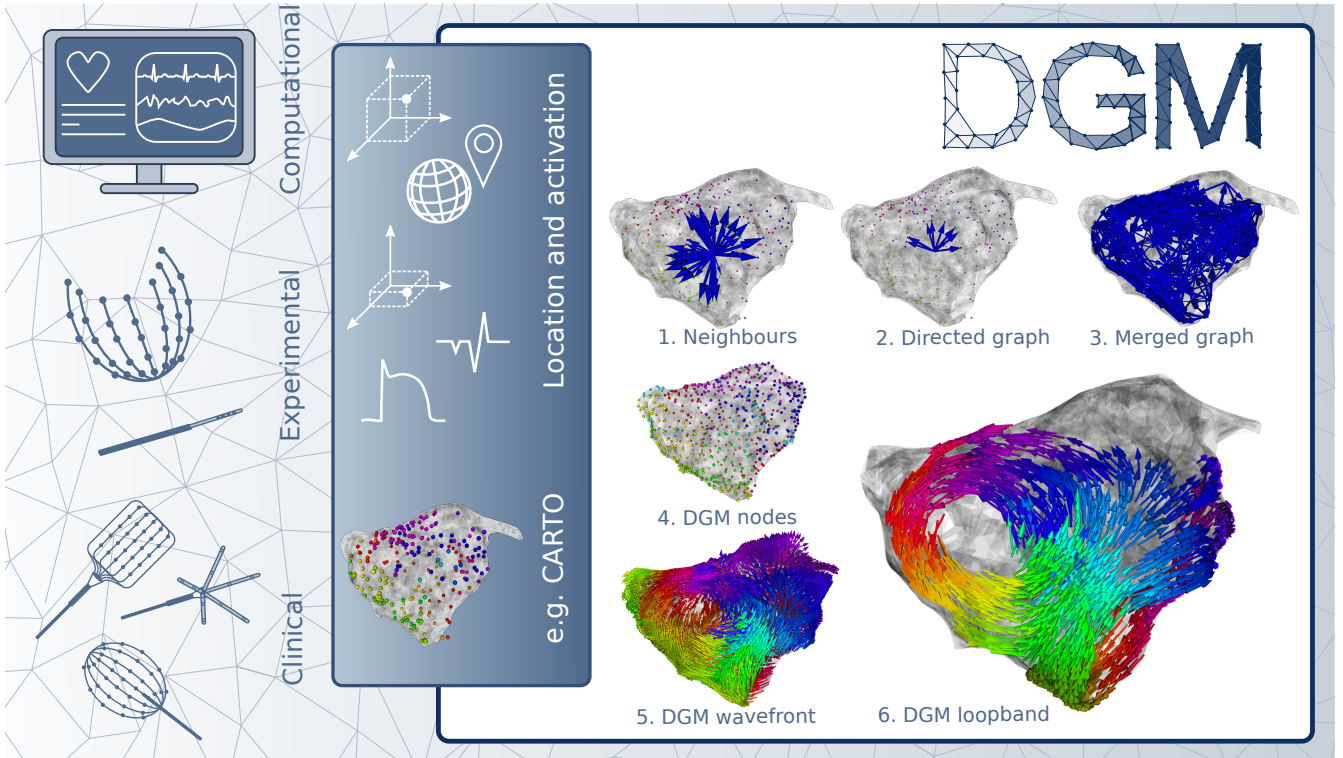 Computational
Experimental
Clinical
Location and activation
e.g. CARTO
DGM
1. Neighbours
2. Directed graph
3. Merged graph
4. DGM nodes
5. DGM wavefront
6. DGM loopband